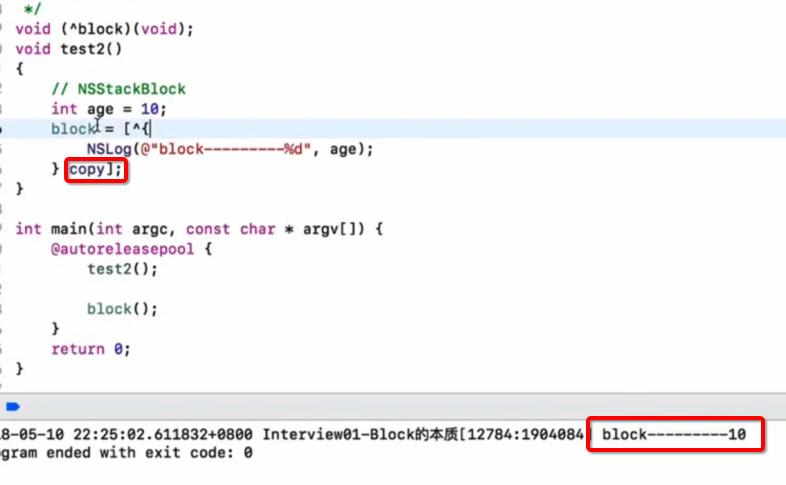 */
void (^block)(void);
void test2()
{
// NSStackBlock
int age = 10;
block = [^{
NSLog(@"block---------%d", age);
} copy];
}
int main(int argc, const char * argv[]) {
@autoreleasepool {
test2();
block();
}
return 0;
}
8-05-10 22:25:02.611832+0800 Interview01-Block的本质[12784:1904084] block---------10
ogram ended with exit code: 0